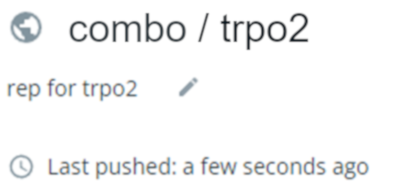 combo / trpo2
rep for trpo2
Last pushed: a few seconds ago